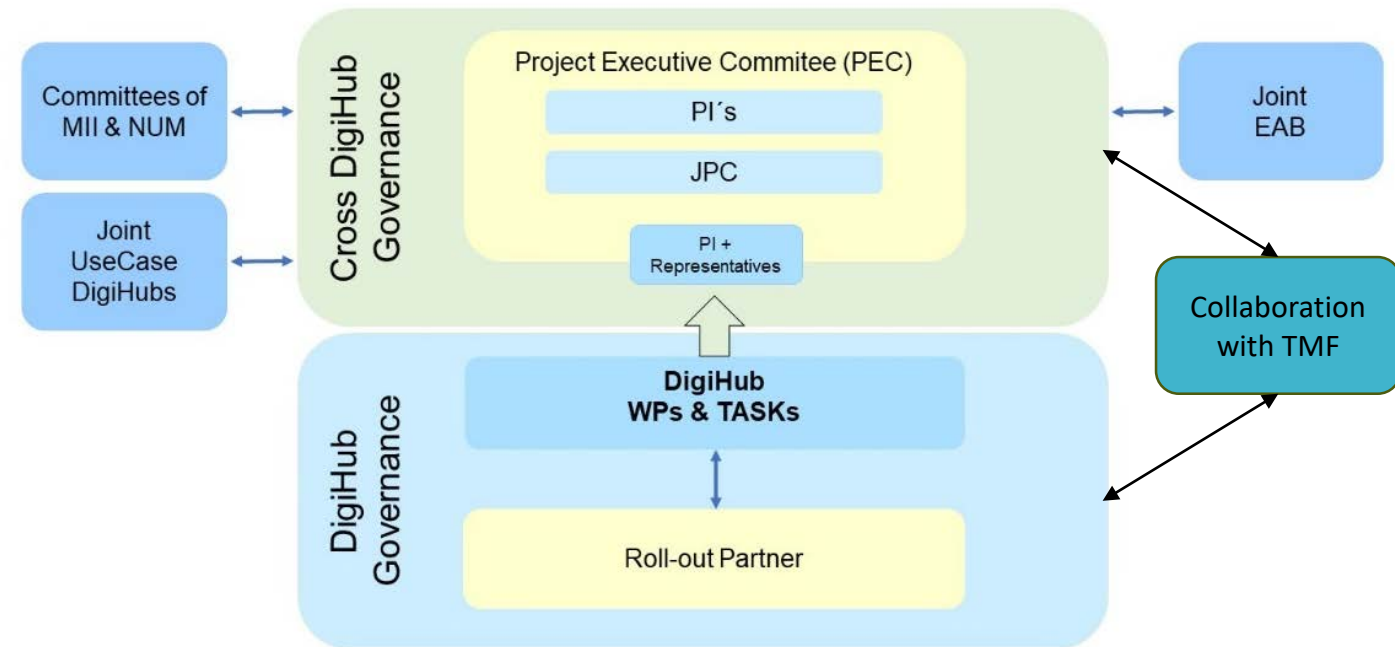 Committees of
MII & NUM
Joint
UseCase
DigiHubs
Cross DigiHub
Governance
Project Executive Commitee (PEC)
PI´s
JPC
PI +
Representatives
Joint
EAB
Collaboration
with TMF
DigiHub
Governance
DigiHub
WPs & TASKs
Roll-out Partner